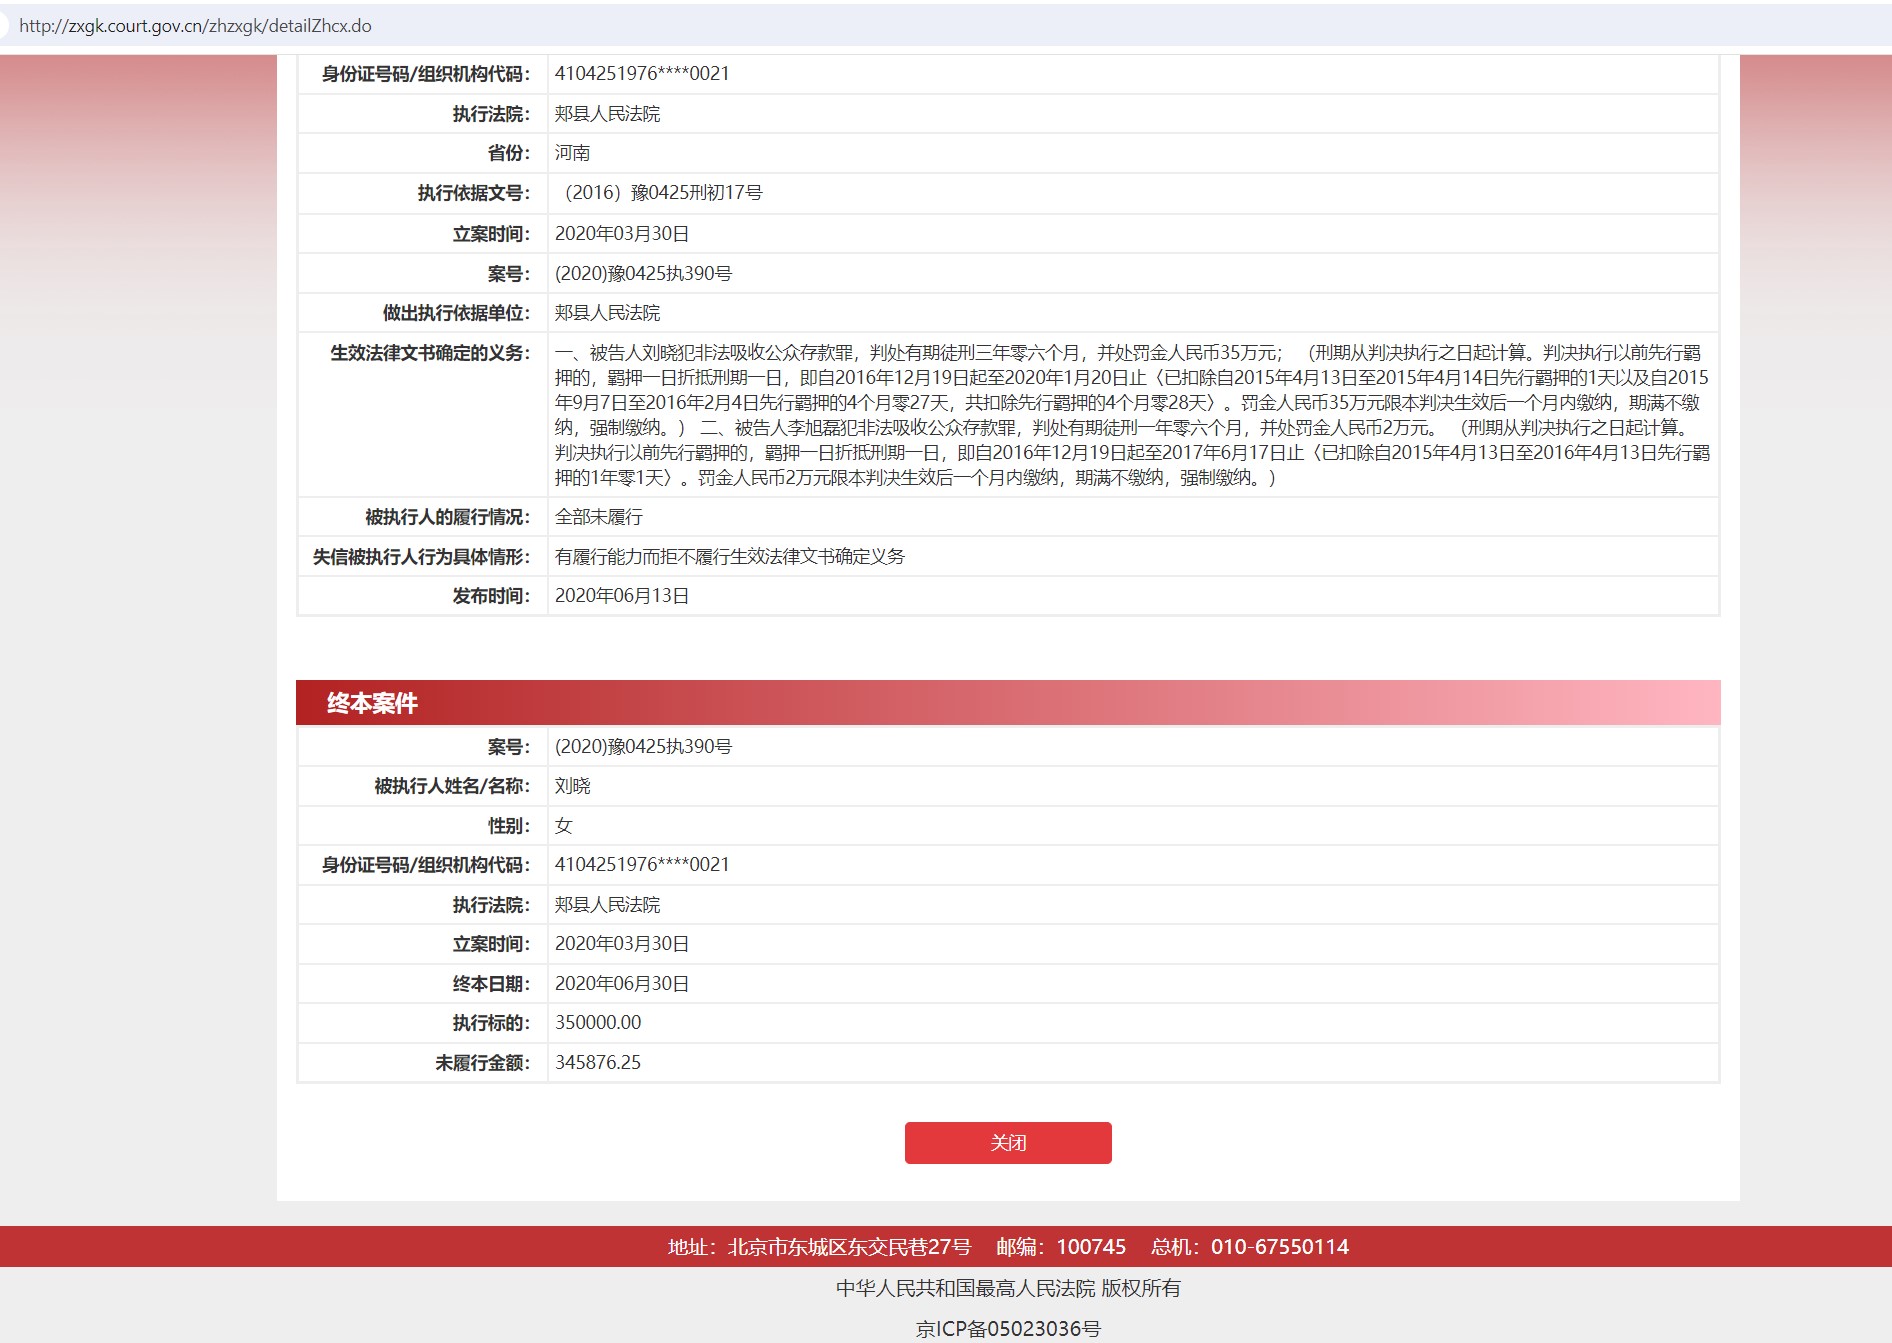 http://zxgk.court.gov.cn/zhzxgk/detailZhcx.do
身份证号码/组织机构代码： 4104251976****0021
执行法院： 郏县人民法院
省份： 河南
执行依据文号： （2016）豫0425刑初17号
立案时间： 2020年03月30日
案号： (2020)豫0425执390号
做出执行依据单位： 郏县人民法院
生效法律文书确定的义务： 一、被告人刘晓犯非法吸收公众存款罪，判处有期徒刑三年零六个月，并处罚金人民币35万元； （刑期从判决执行之日起计算。判决执行以前先行羁
押的，羁押一日折抵刑期一日，即自2016年12月19日起至2020年1月20日止〈已扣除自2015年4月13日至2015年4月14日先行羁押的1天以及自2015
年9月7日至2016年2月4日先行羁押的4个月零27天，共扣除先行羁押的4个月零28天〉。罚金人民币35万元限本判决生效后一个月内缴纳，期满不缴
纳，强制缴纳。） 二、被告人李旭磊犯非法吸收公众存款罪，判处有期徒刑一年零六个月，并处罚金人民币2万元。 （刑期从判决执行之日起计算。
判决执行以前先行羁押的，羁押一日折抵刑期一日，即自2016年12月19日起至2017年6月17日止〈已扣除自2015年4月13日至2016年4月13日先行羁
押的1年零1天〉。罚金人民币2万元限本判决生效后一个月内缴纳，期满不缴纳，强制缴纳。）
被执行人的履行情况： 全部未履行
失信被执行人行为具体情形： 有履行能力而拒不履行生效法律文书确定义务
发布时间： 2020年06月13日
终本案件
案号： (2020)豫0425执390号
被执行人姓名/名称： 刘晓
性别： 女
身份证号码/组织机构代码： 4104251976****0021
执行法院： 郏县人民法院
立案时间： 2020年03月30日
终本日期： 2020年06月30日
执行标的： 350000.00
未履行金额： 345876.25
关闭
地址：北京市东城区东交民巷27号 邮编：100745 总机：010-67550114
中华人民共和国最高人民法院 版权所有
京ICP备05023036号